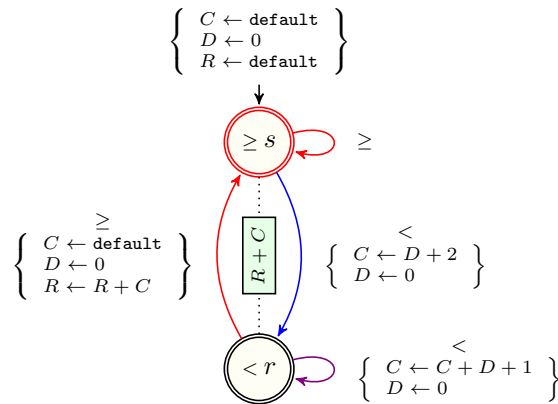 C ← default
D ← 0
R ← default
≥ s
≥
R + C
≥
C ← default
D ← 0
R ← R + C
<
C ← D + 2
D ← 0
< r
<
C ← C + D + 1
D ← 0